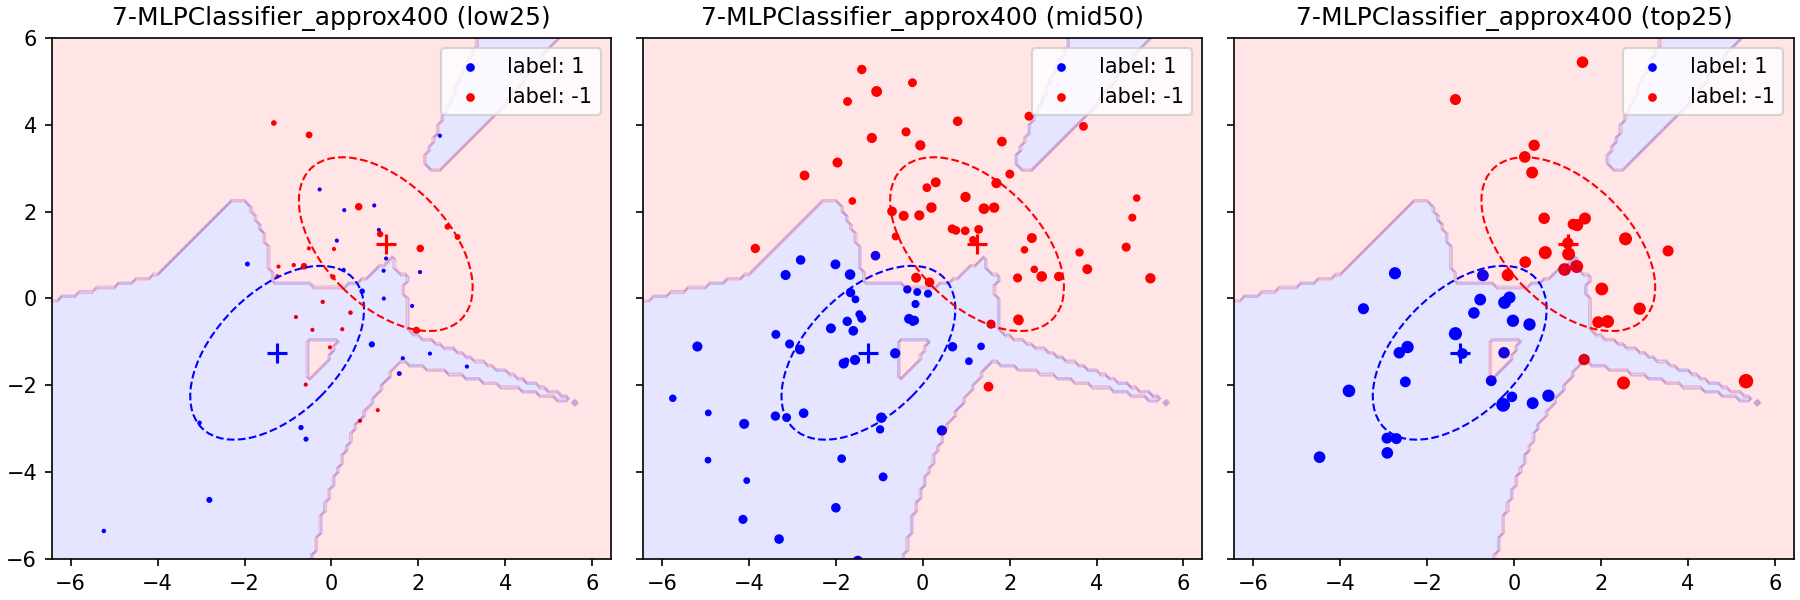 7-MLPClassifier_approx400 (low25)
7-MLPClassifier_approx400 (mid50)
7-MLPClassifier_approx400 (top25)
label: 1
label: -1
label: 1
label: -1
label: 1
label: -1
6
4
2
0
−2
−4
−6
−6 −4 −2 0 2 4 6
−6 −4 −2 0 2 4 6
−6 −4 −2 0 2 4 6